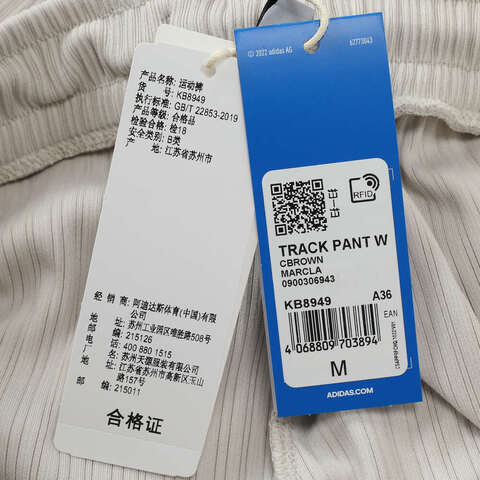 产品名称: 运动裤
货 号: KB8949
执行标准: GB/T 22853-2019
产品等级: 合格品
检验合格: 检18
安全类别: B类
产 地: 江苏省苏州市
经 销 商: 阿迪达斯体育(中国)有限
公司
地 址: 苏州工业园区唯胜路508号
邮 编: 215126
电 话: 400 880 1515
苏州天源服装有限公司
地 址: 江苏省苏州市高新区玉山
路157号
邮 编: 215011
合格证
© 2022 adidas AG
62773043
RFID
TRACK PANT W
CBROWN
MARCLA
0900306943
KB8949
A36
EAN
4 068809 703894
M
ADIDAS.COM